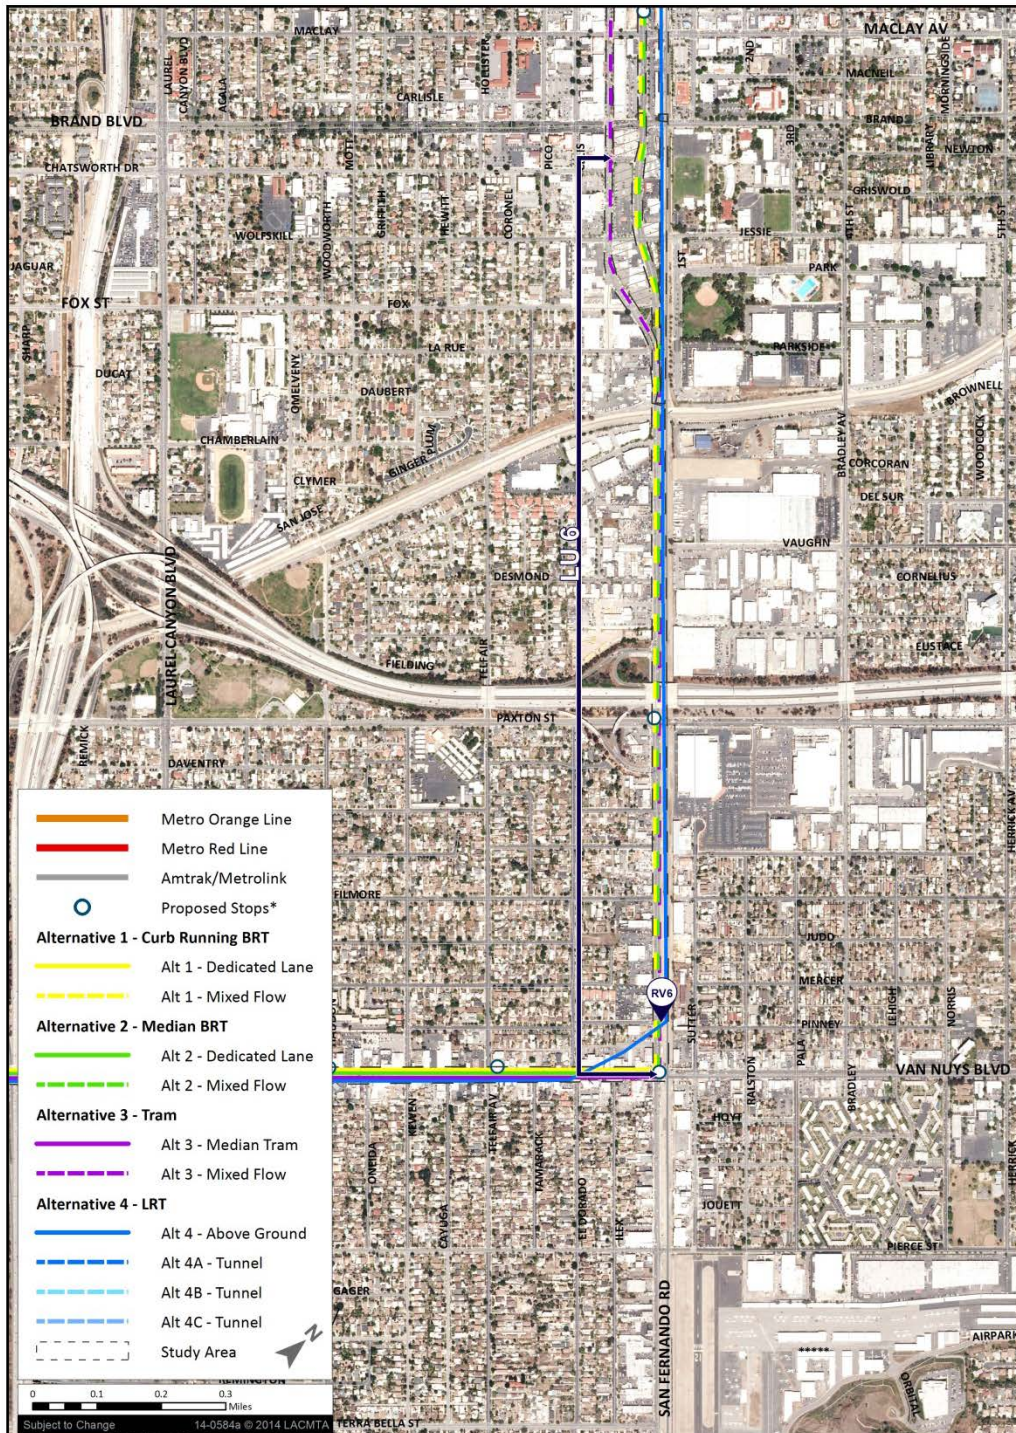 MACLAY
MACLAY AV
LAUREL
CANYON BLVD
ACALA
HOLLISTER
2ND
MACNEIL
MORNINGSIDE
CARLISLE
BRAND BLVD
BRAND
3RD
LIBRARY
NEWTON
MOTT
PICO
CHATSWORTH DR
GRISWOLD
WOODWORTH
GRIFFITH
HEWITT
CORONEL
4TH ST
5TH ST
WOLFSKILL
JESSIE
1ST
JAGUAR
PARK
FOX ST
FOX
SHARP
LA RUE
PARKSIDE
DUCAT
OMELVENY
DAUBERT
BROWNELL
CHAMBERLAIN
GINGER PLUM
BRADLEY AV
WOODCOCK
CORCORAN
CLYMER
DEL SUR
SAN JOSE
LU 6
VAUGHN
LAUREL CANYON BLVD
DESMOND
CORNELIUS
EUSTACE
FIELDING
TELFAIR
PAXTON ST
REMICK
DAVENTRY
HERRICK AV
FILMORE
JUDD
MERCER
RV6
SUTTER
PINNEY
LEHIGH
NORRIS
PALA
VAN NUYS BLVD
RALSTON
BRADLEY
KEWEN
TELFAIR AV
HOYT
ONEIDA
TAMARACK
HERRICK
CAYUGA
EL DORADO
ILEX
JOUETT
PIERCE ST
GAGER
SAN FERNANDO RD
AIRPARK
*****
ORBITAL
REMINGTON
TERRA BELLA ST
Metro Orange Line
Metro Red Line
Amtrak/Metrolink
Proposed Stops*
Alternative 1 - Curb Running BRT
Alt 1 - Dedicated Lane
Alt 1 - Mixed Flow
Alternative 2 - Median BRT
Alt 2 - Dedicated Lane
Alt 2 - Mixed Flow
Alternative 3 - Tram
Alt 3 - Median Tram
Alt 3 - Mixed Flow
Alternative 4 - LRT
Alt 4 - Above Ground
Alt 4A - Tunnel
Alt 4B - Tunnel
Alt 4C - Tunnel
Study Area
N
0 0.1 0.2 0.3
Miles
Subject to Change 14-0584a © 2014 LACMTA